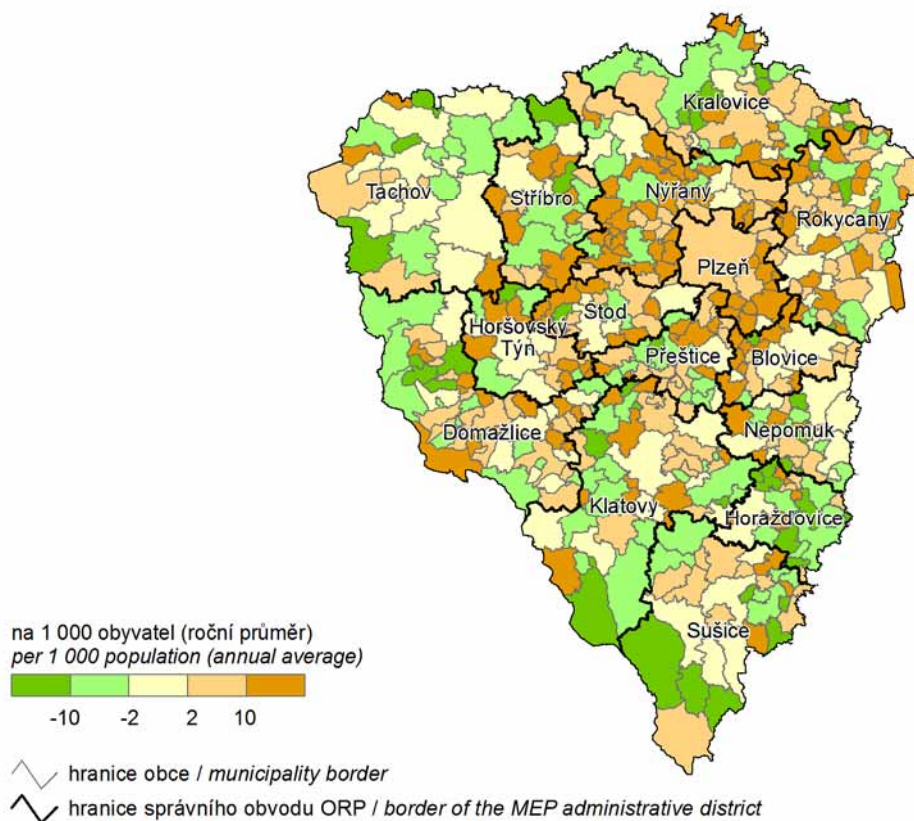 Kralovice
Tachov
Stříbro
Nýřany
Rokycany
Plzeň
Stod
Horšovský
Týn
Přeštice
Blovice
Domažlice
Nepomuk
Klatovy
Horažďovice
Sušice
na 1 000 obyvatel (roční průměr)
per 1 000 population (annual average)
-10 -2 2 10
hranice obce / municipality border
hranice správního obvodu ORP / border of the MEP administrative district